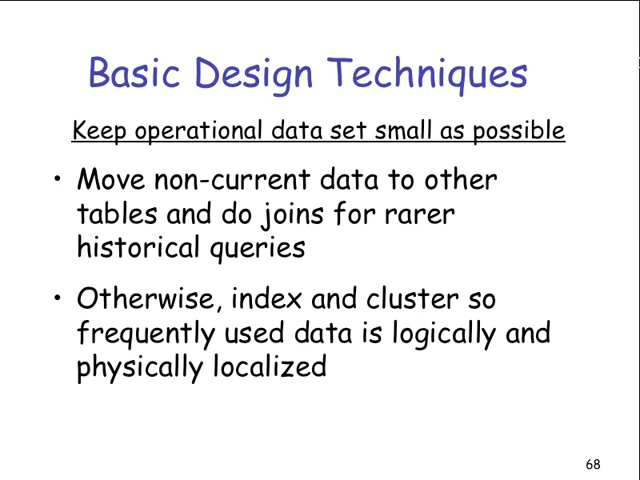 Basic Design Techniques
Keep operational data set small as possible
• Move non-current data to other
tables and do joins for rarer
historical queries
• Otherwise, index and cluster so
frequently used data is logically and
physically localized
68